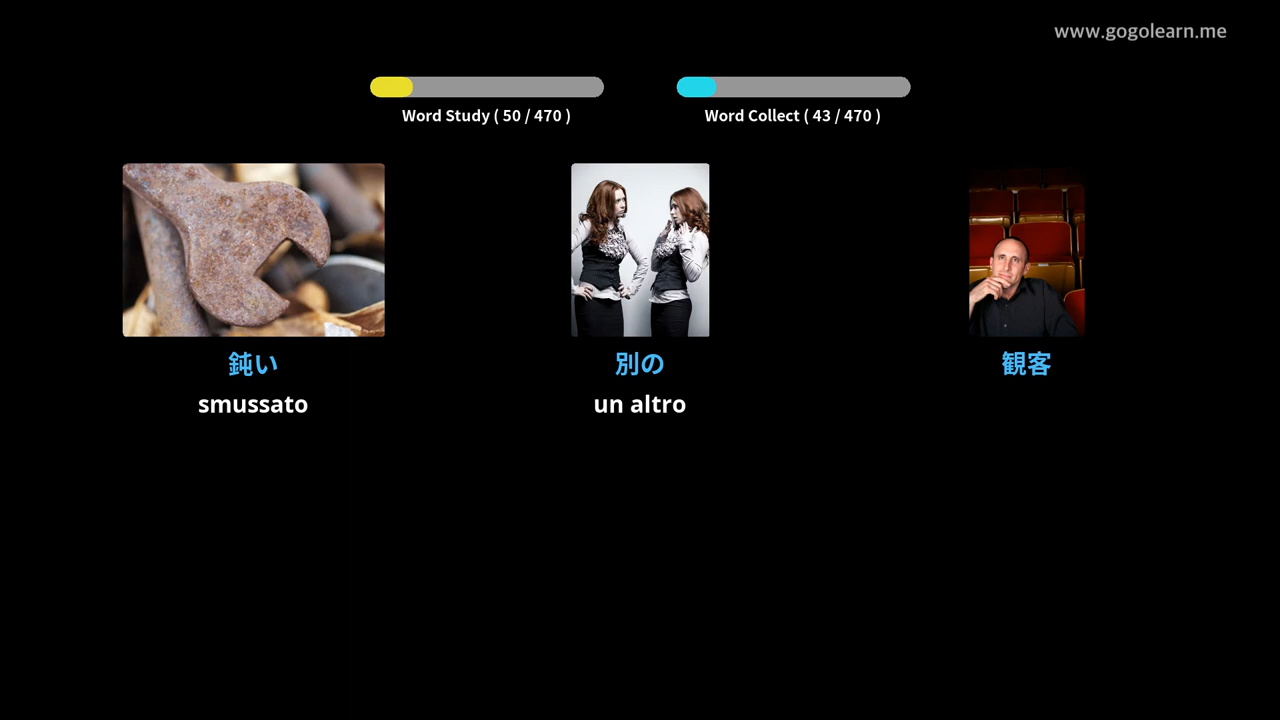 www.gogolearn.me
Word Study ( 50 / 470 )
Word Collect ( 43 / 470 )
鈍い
smussato
別の
un altro
観客